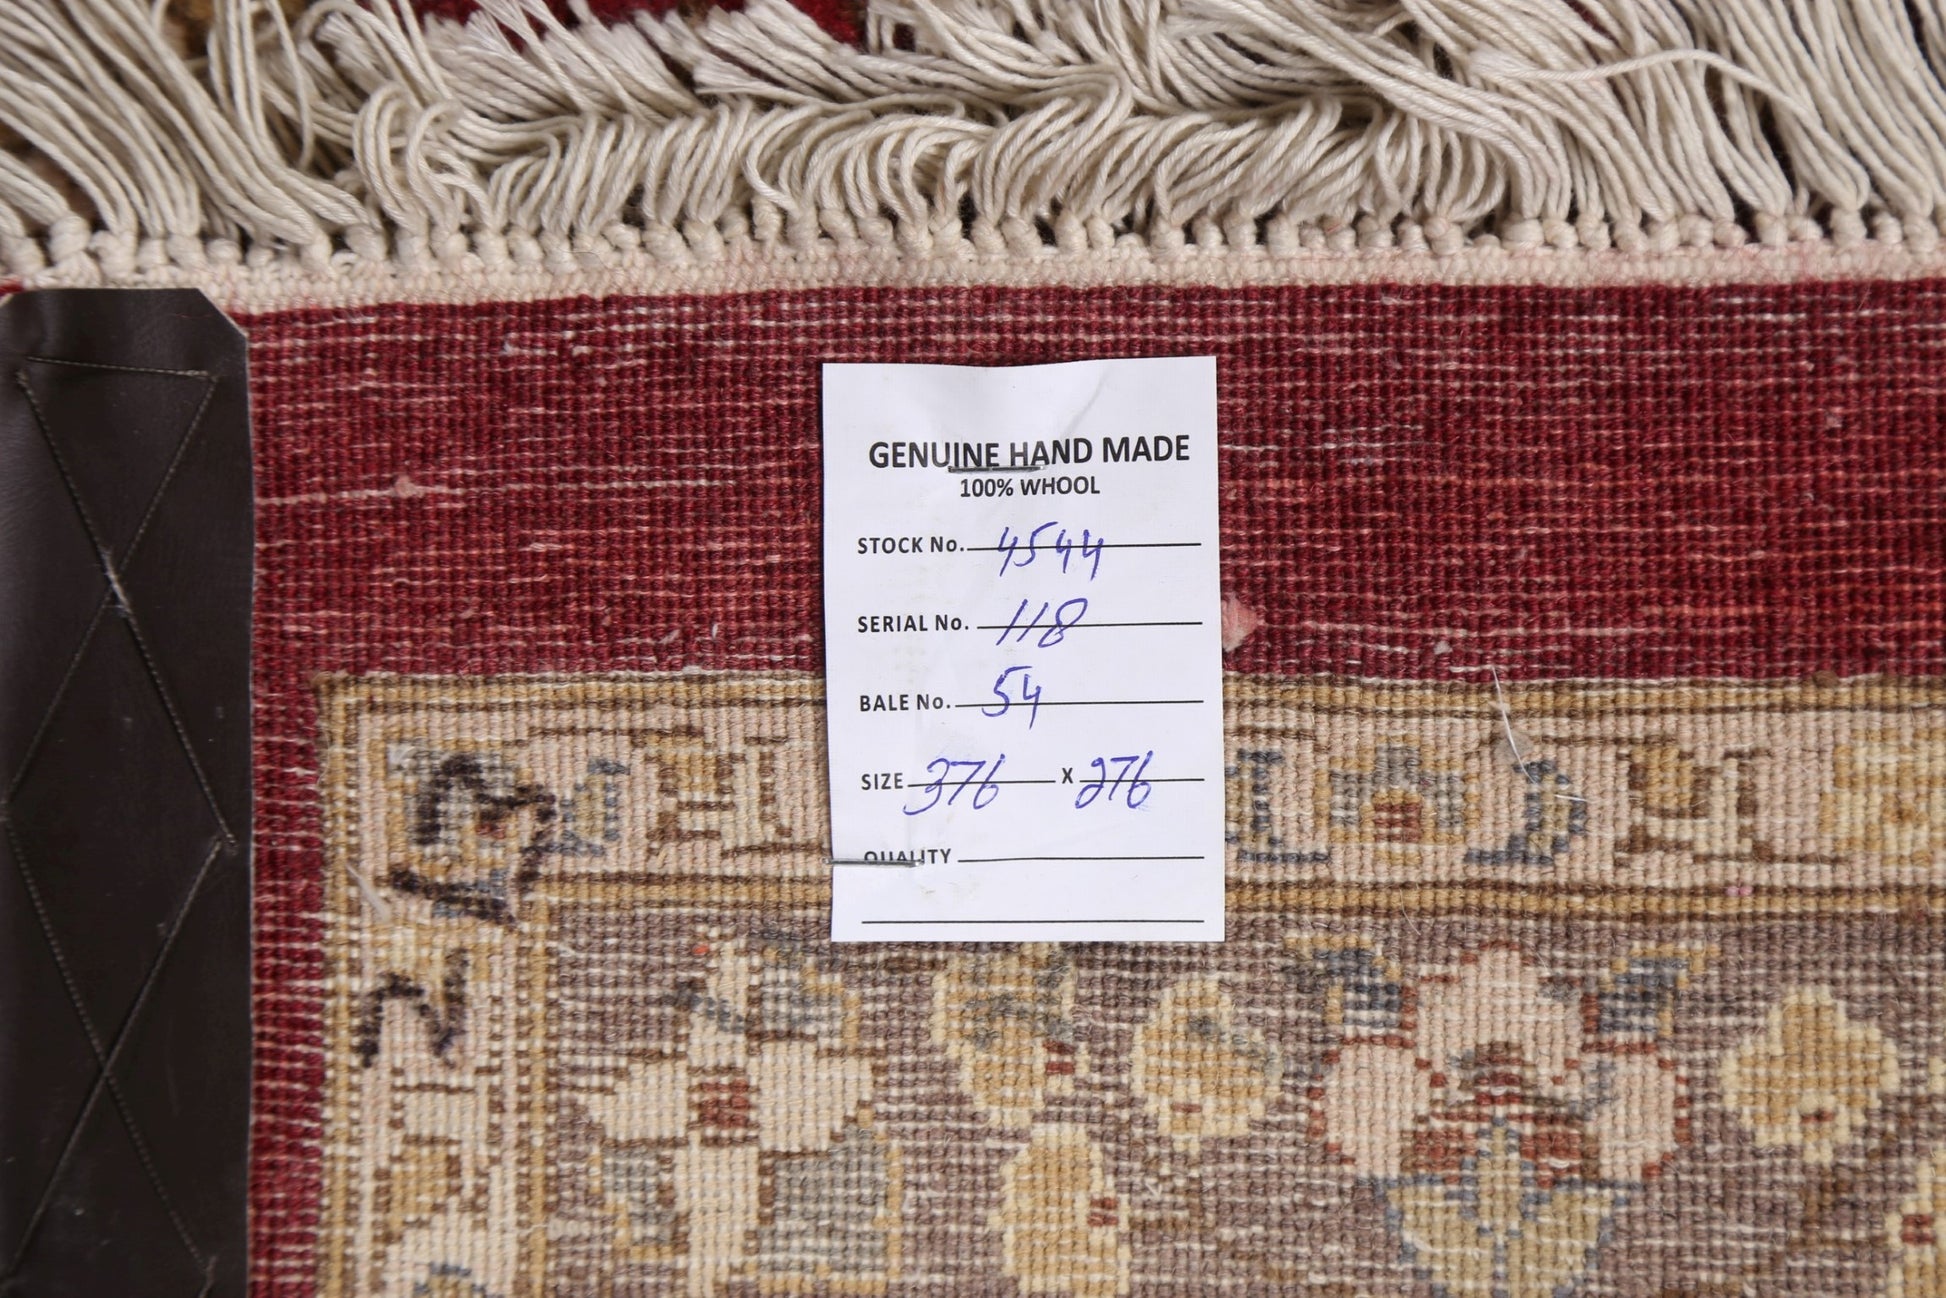 GENUINE HAND MADE
100% WHOOL
STOCK No. 4544
SERIAL No. 118
BALE No. 54
SIZE 376 X 276
QUALITY